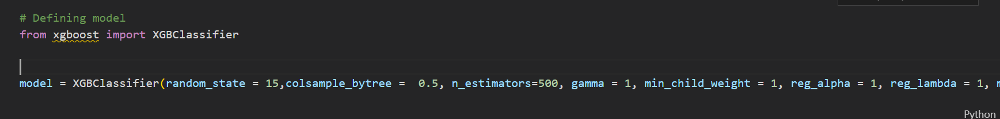 # Defining model
from xgboost import XGBClassifier
model = XGBClassifier(random_state = 15,colsample_bytree =  0.5, n_estimators=500, gamma = 1, min_child_weight = 1, reg_alpha = 1, reg_lambda = 1,
Python